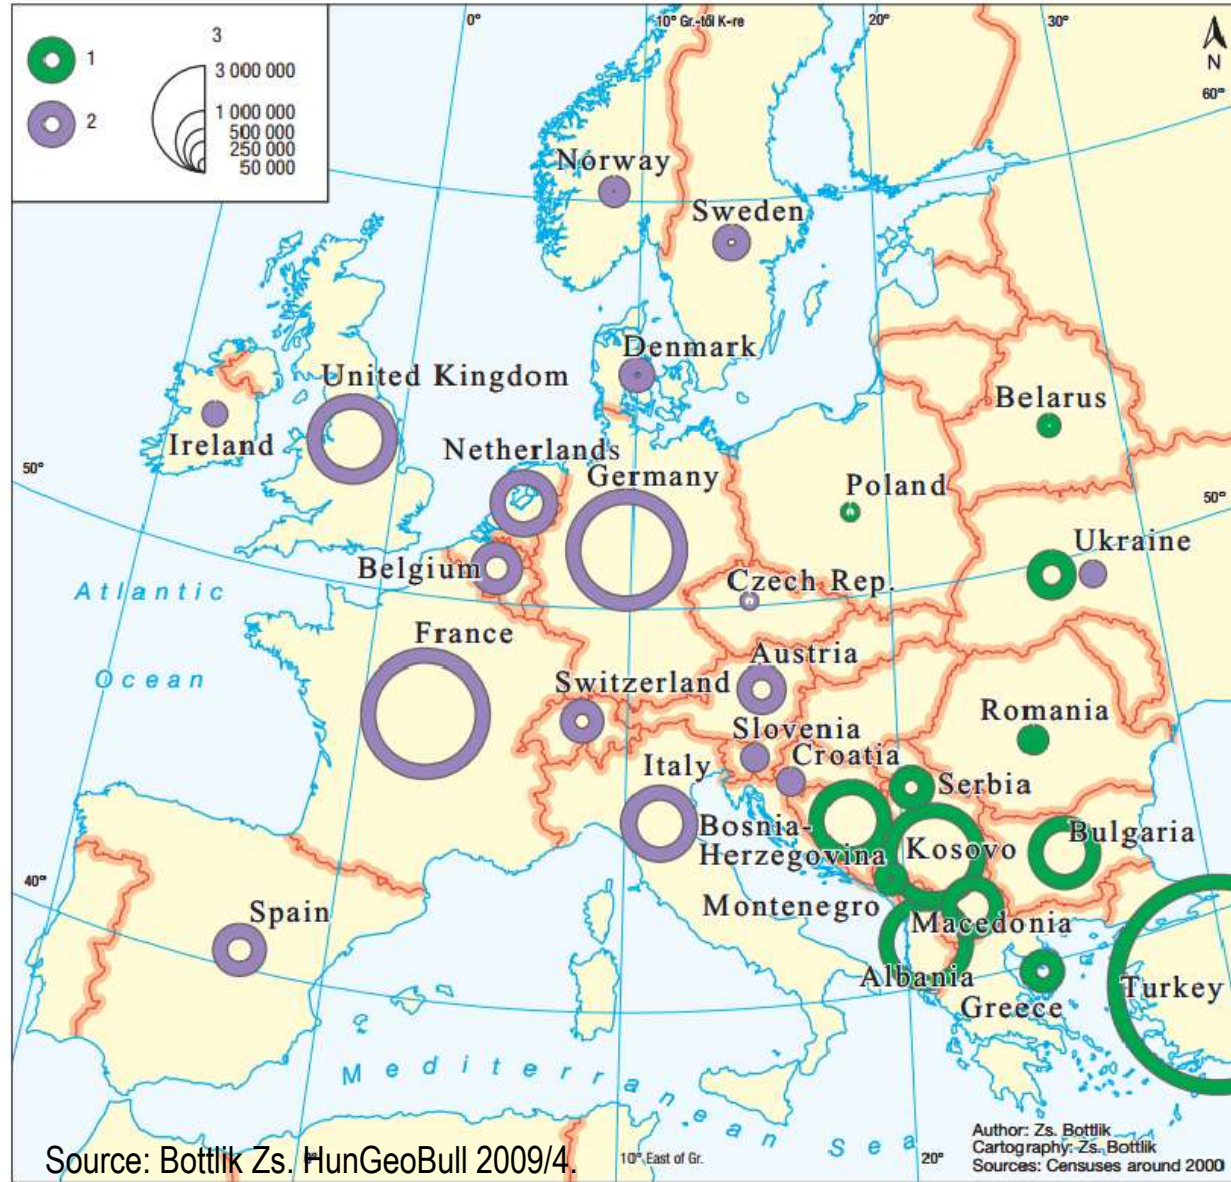 0°
10° Gr.-től K-re
20°
30°
1
2
3
3 000 000
1 000 000
500 000
250 000
50 000
N
60°
Norway
Sweden
Denmark
United Kingdom
Ireland
Netherlands
Germany
Belarus
Poland
50°
50°
Ukraine
Belgium
Czech Rep.
Atlantic
Ocean
France
Austria
Switzerland
Slovenia
Croatia
Romania
Italy
Serbia
Bosnia-
Herzegovina
Kosovo
Bulgaria
40°
Spain
Montenegro
Macedonia
Albania
Greece
Turkey
Mediterranean Sea
Author: Zs. Bottlik
Cartography: Zs. Bottlik
Sources: Censuses around 2000
Source: Bottlik Zs. HunGeoBull 2009/4.
10° East of Gr.
20°